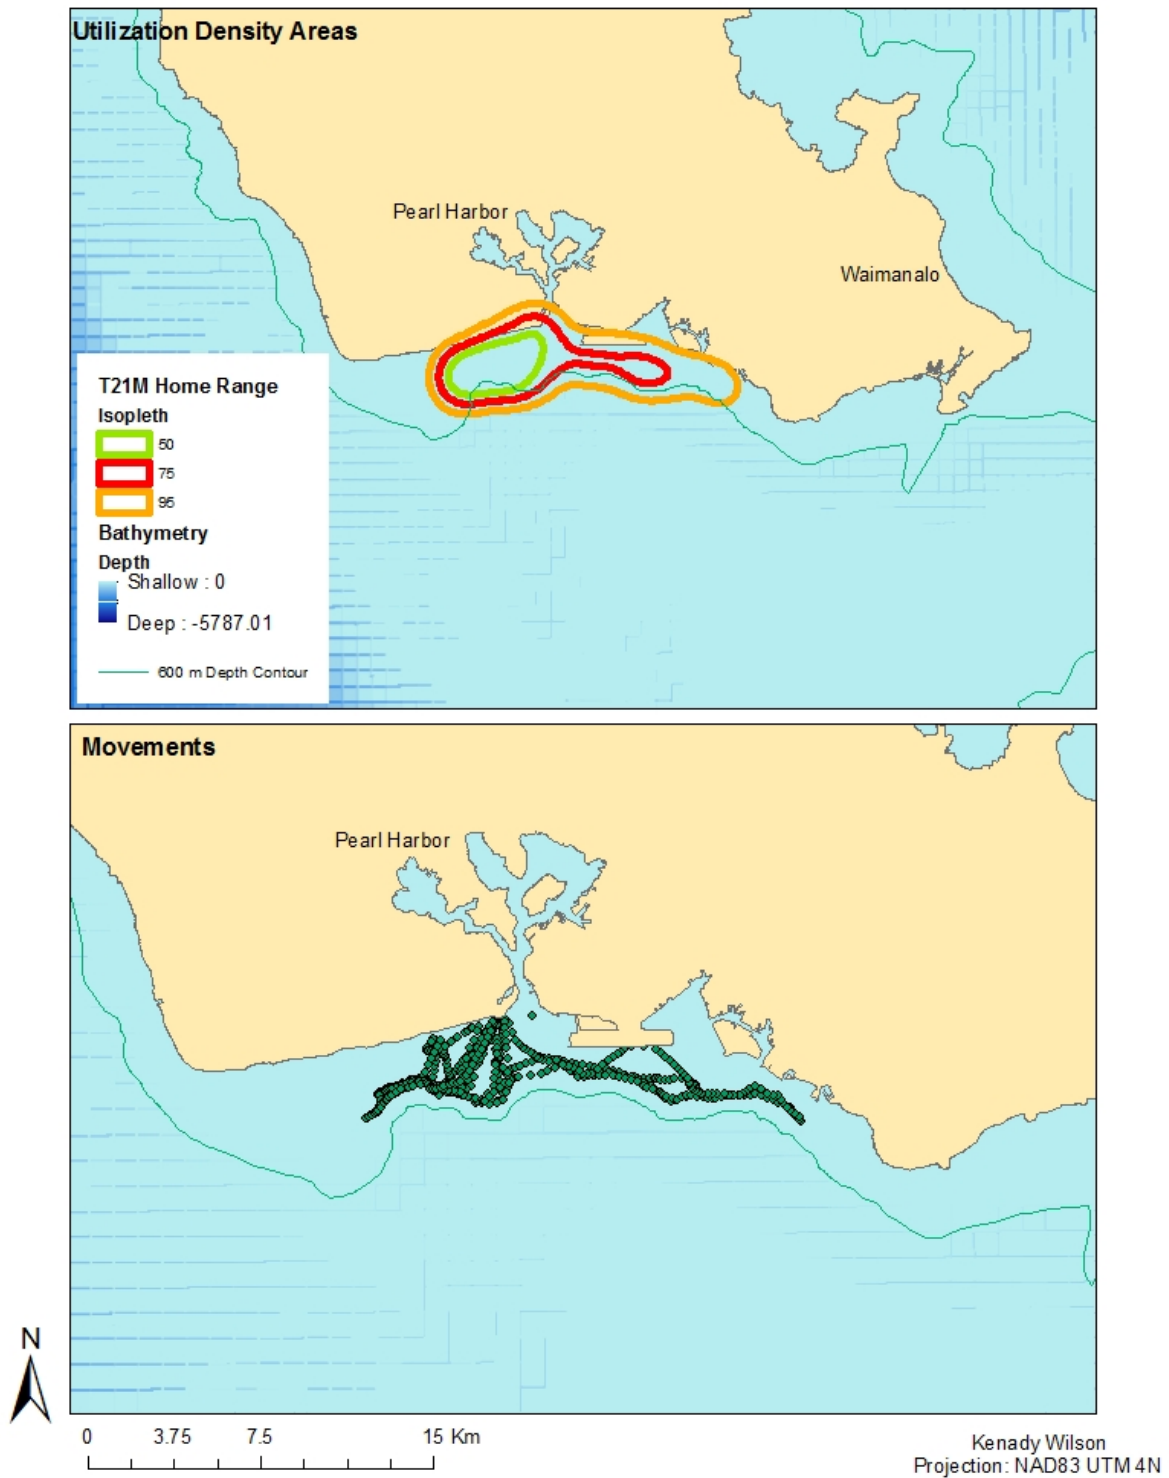 Utilization Density Areas
Pearl Harbor
Waimanalo
T21M Home Range
Isopleth
50
75
95
Bathymetry
Depth
Shallow : 0
Deep : -5787.01
600 m Depth Contour
Movements
Pearl Harbor
N
0 3.75 7.5 15 Km
Kenady Wilson
Projection: NAD83 UTM 4N